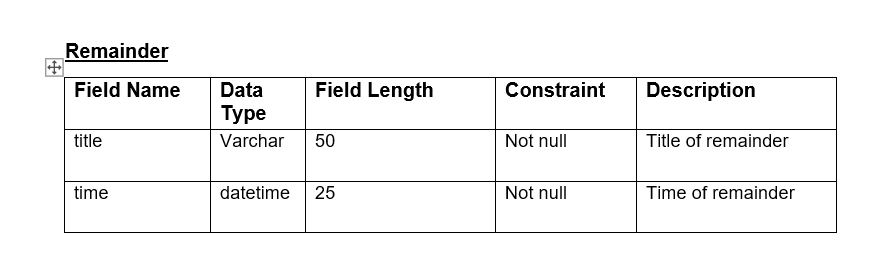 Remainder
Field Name Data Type Field Length Constraint Description
title Varchar 50 Not null Title of remainder
time datetime 25 Not null Time of remainder